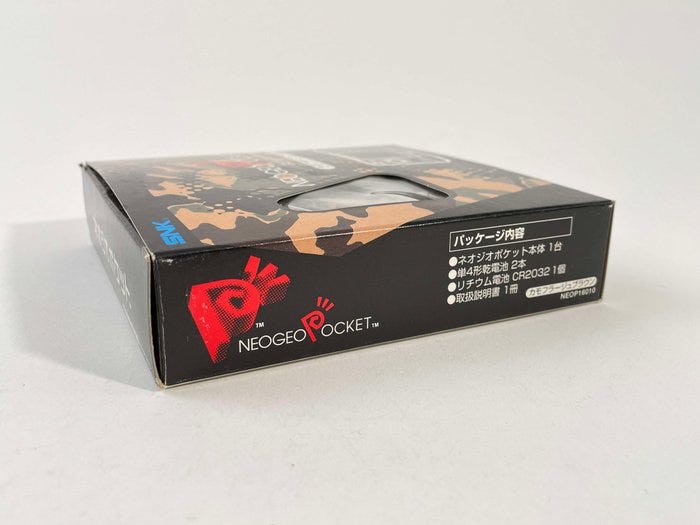 SNK
NEOGEO POCKET™
パッケージ内容
●ネオジオポケット本体 1台
●単4形乾電池 2本
●リチウム電池 CR2032 1個
●取扱説明書 1冊
カモフラージュブラウン
NEOP16010